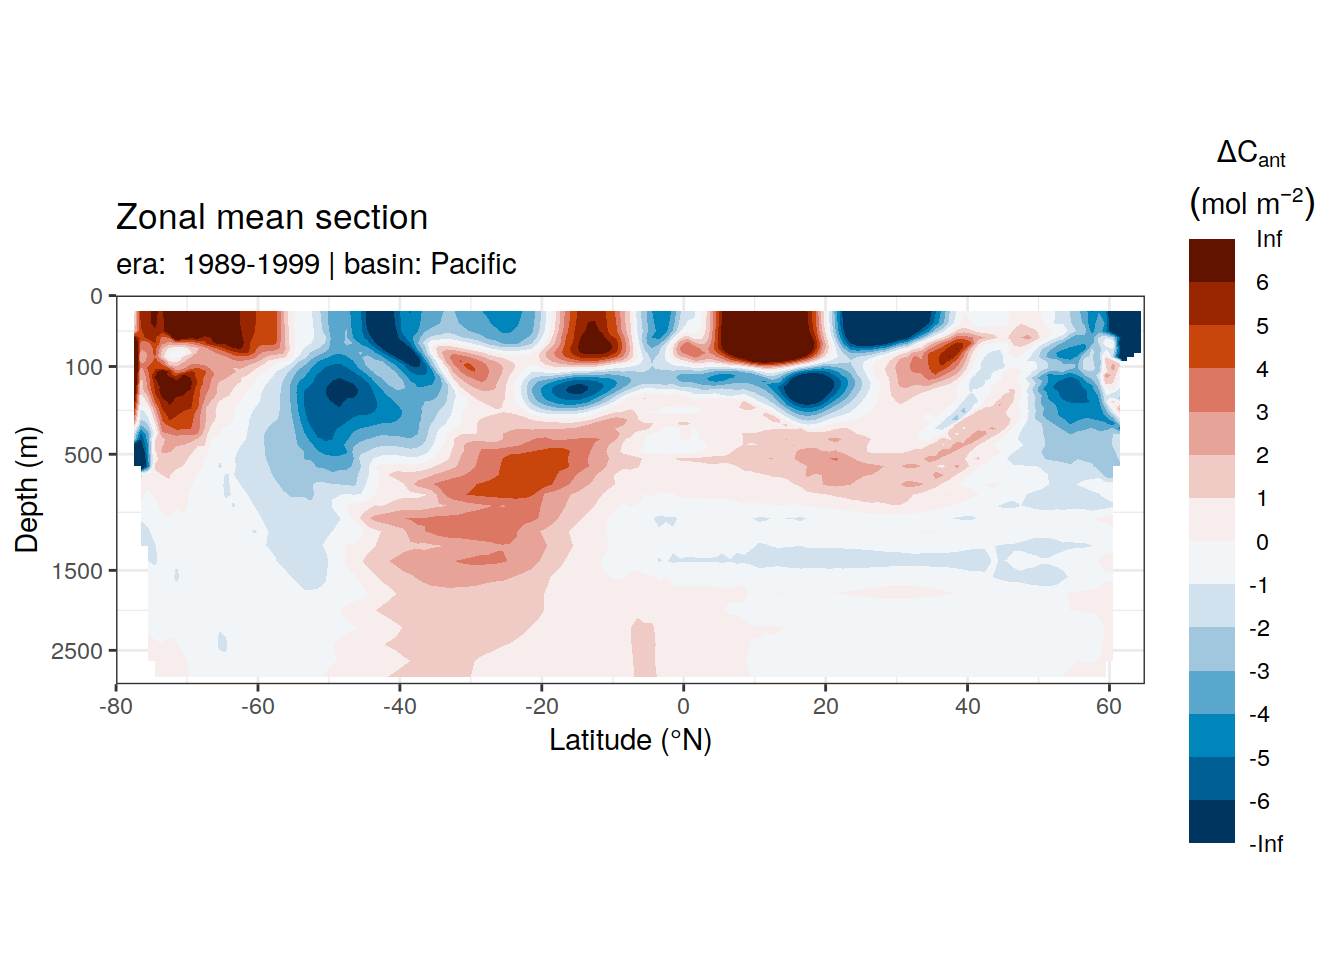 Zonal mean section
era:  1989-1999 | basin: Pacific
ΔCant
(mol m−2)
Inf
6
5
4
3
2
1
0
-1
-2
-3
-4
-5
-6
-Inf
Depth (m)
0
100
500
1500
2500
-80 -60 -40 -20 0 20 40 60
Latitude (°N)